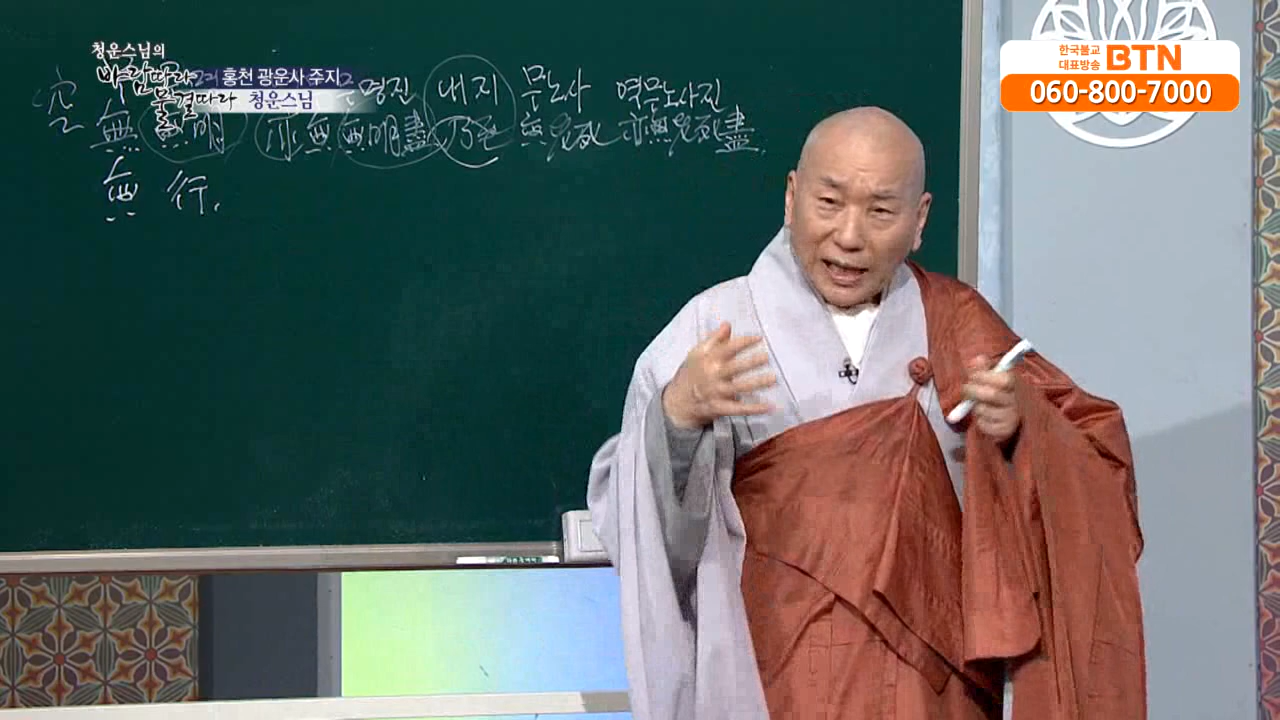 청운스님의
바람따라
물결따라
홍천 광운사 주지
청운스님
한국불교
대표방송 BTN
060-800-7000
空
명진 내지 무노사 역무노사진
無 無明 亦無無明盡 乃至 無老死 亦無老死盡
無 行